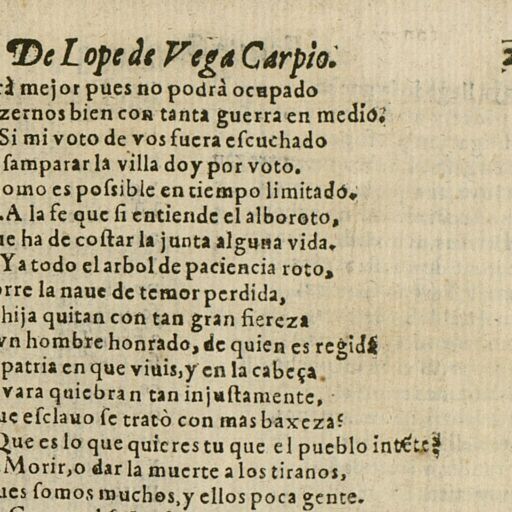 De Lope de Vega Carpio.
rà mejor pues no podrà ocupado
zernos bien con tanta guerra en medio?
Si mi voto de vos fuera escuchado
samparar la villa doy por voto.
omo es possible en tiempo limitado.
.A la fe que si entiende el alboroto,
ue ha de costar la junta alguna vida.
Ya todo el arbol de paciencia roto,
orre la naue de temor perdida,
hija quitan con tan gran fiereza
vn hombre honrado, de quien es regida
patria en que viuis, y en la cabeça
vara quiebran tan injustamente,
ue esclauo se tratò con mas baxeza?
Que es lo que quieres tu que el pueblo intẽte?
Morir, o dar la muerte a los tiranos,
ues somos muchos, y ellos poca gente.